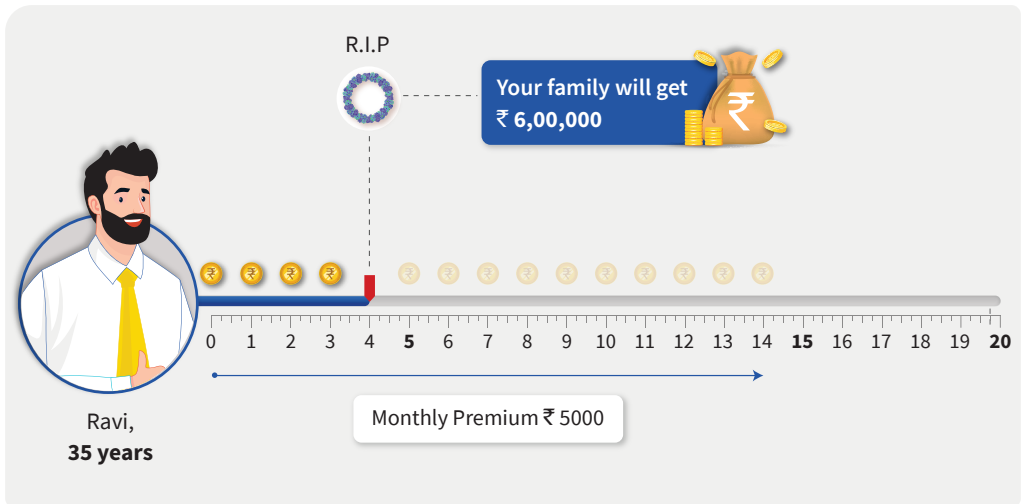 R.I.P
Your family will get
₹ 6,00,000
₹
₹ ₹ ₹ ₹ ₹ ₹ ₹ ₹ ₹ ₹ ₹ ₹ ₹ ₹
0 1 2 3 4 5 6 7 8 9 10 11 12 13 14 15 16 17 18 19 20
Monthly Premium ₹ 5000
Ravi,
35 years